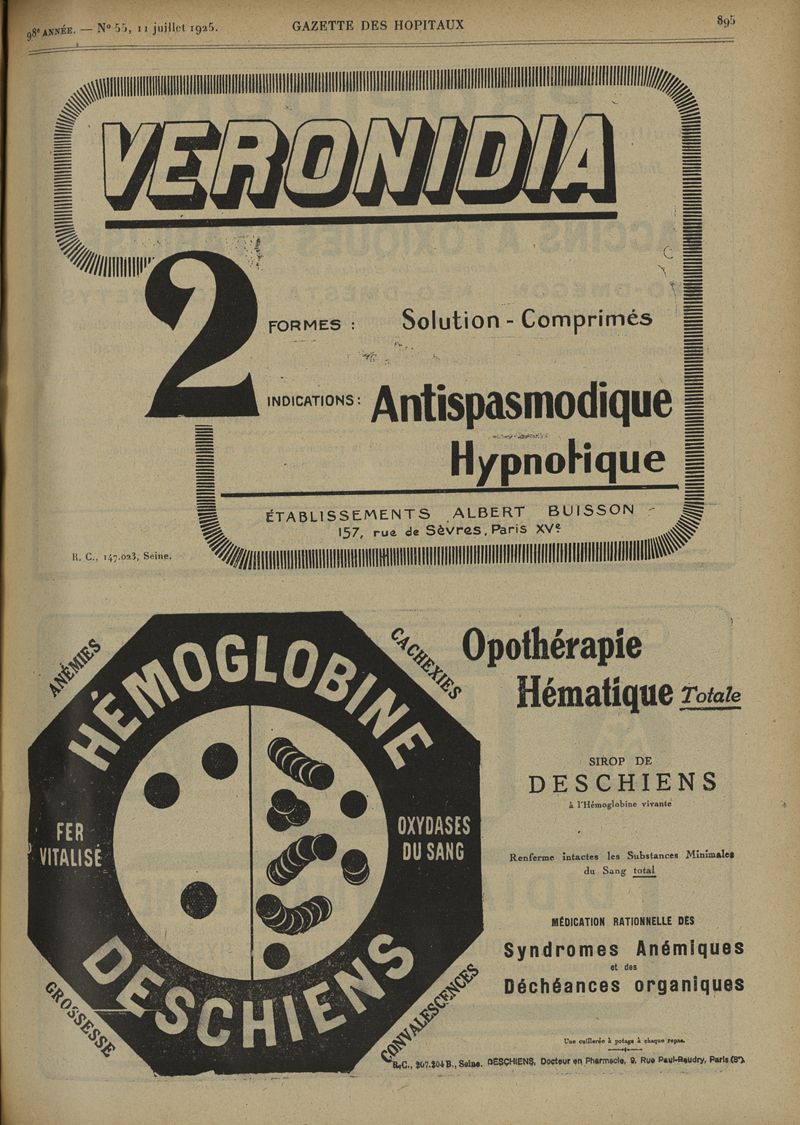 98e ANNÉE. — No 55, 11 juillet 1925.
GAZETTE DES HOPITAUX
895
VERONIDIA
2
FORMES : Solution - Comprimés
INDICATIONS : Antispasmodique
Hypnotique
ÉTABLISSEMENTS ALBERT BUISSON
157, rue de Sèvres, Paris XVe
R. C., 147.023, Seine.
ANÉMIES
CACHEXIES
HÉMOGLOBINE
FER
VITALISÉ
OXYDASES
DU SANG
DESCHIENS
GROSSESSE
CONVALESCENCES
Opothérapie
Hématique Totale
SIROP DE
DESCHIENS
à l'Hémoglobine vivante
Renferme intactes les Substances Minimales
du Sang total
MÉDICATION RATIONNELLE DES
Syndromes Anémiques
et des
Déchéances organiques
Une cuillerée à potage à chaque repas.
R.C., 207.204 B., Seine. DESCHIENS, Docteur en Pharmacie, 9, Rue Paul-Baudry, Paris (8e).